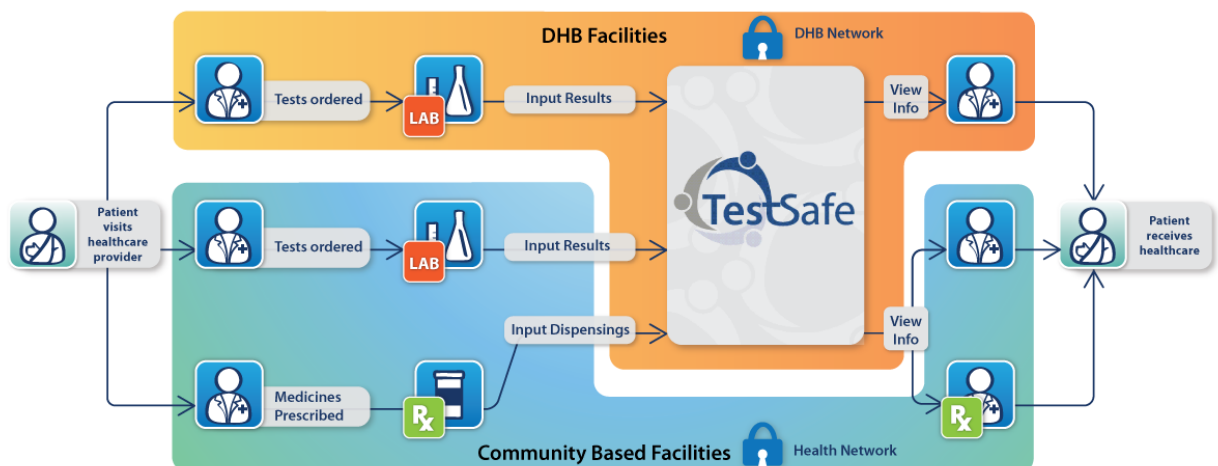 DHB Facilities
DHB Network
Tests ordered
LAB
Input Results
View
Info
TestSafe
Patient
visits
healthcare
provider
Tests ordered
LAB
Input Results
Patient
receives
healthcare
Input Dispensings
View
Info
Medicines
Prescribed
Rx
Rx
Community Based Facilities
Health Network